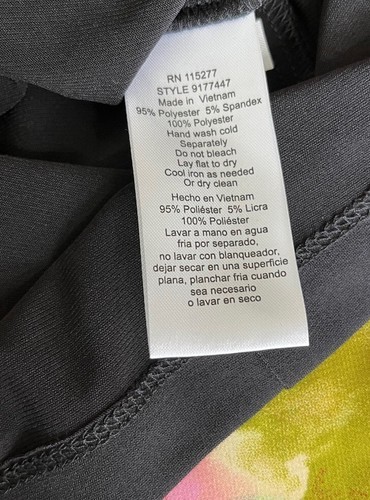 RN 115277
STYLE 9177447
Made in Vietnam
95% Polyester 5% Spandex
100% Polyester
Hand wash cold
Separately
Do not bleach
Lay flat to dry
Cool iron as needed
Or dry clean
Hecho en Vietnam
95% Poliéster 5% Licra
100% Poliéster
Lavar a mano en agua
fria por separado,
no lavar con blanqueador,
dejar secar en una superficie
plana, planchar fria cuando
sea necesario
o lavar en seco